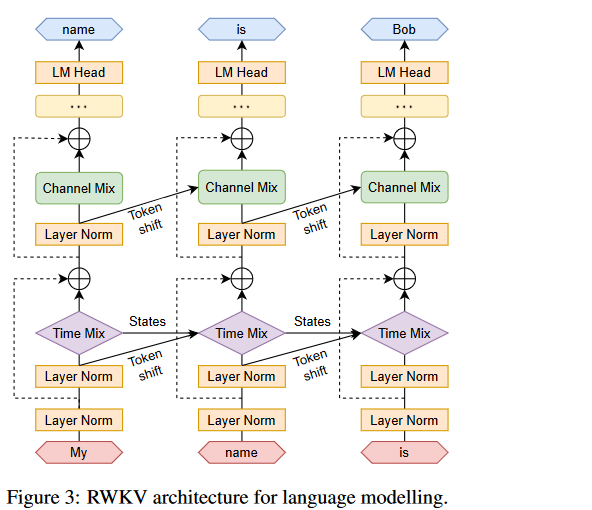 name is Bob
LM Head LM Head LM Head
... ... ...
Channel Mix Channel Mix Channel Mix
Token shift Token shift
Layer Norm Layer Norm Layer Norm
States States
Time Mix Time Mix Time Mix
Token shift Token shift
Layer Norm Layer Norm Layer Norm
Layer Norm Layer Norm Layer Norm
My name is
Figure 3: RWKV architecture for language modelling.